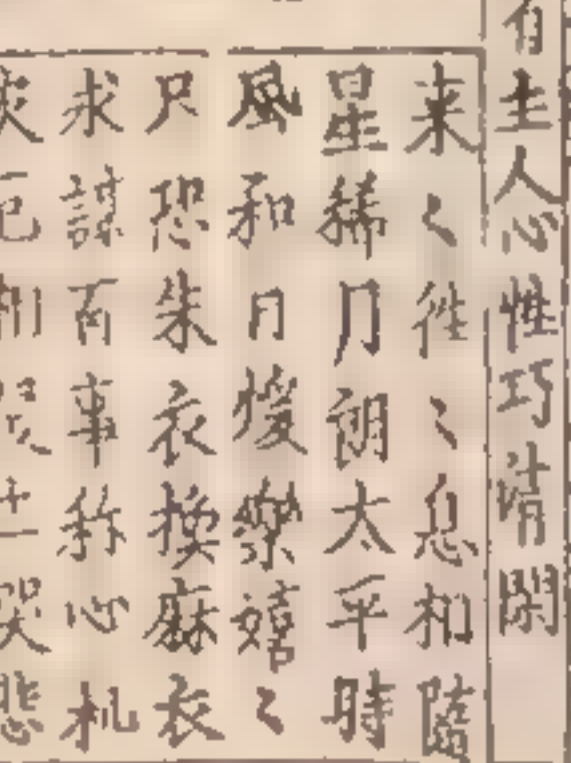 有主人心性巧清閑
来〻徃〻息相隨
星稀月朗太平時
風和日煖樂嬉〻
只恐朱衣換麻衣
求謀百事称心机